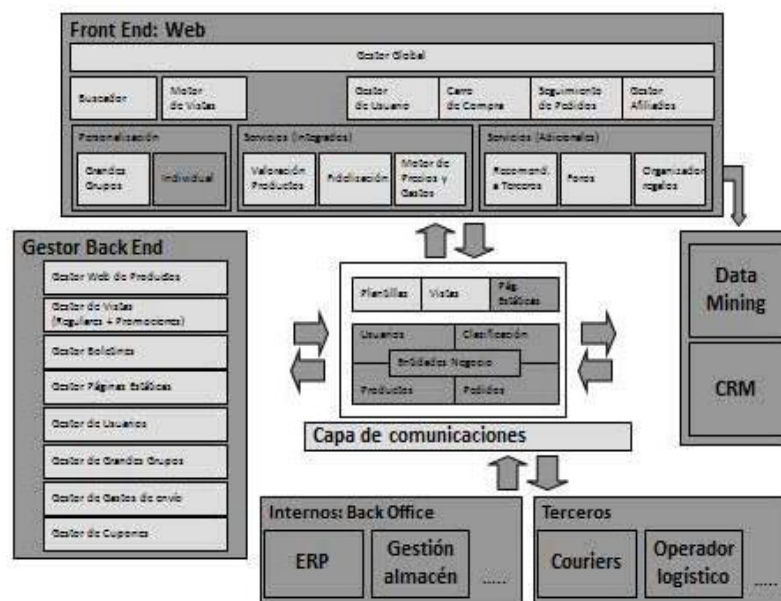 Front End: Web
Gestor Global
Buscador
Motor
de Vistas
Gestor
de Usuario
Carro
de Compra
Seguimiento
de Pedidos
Gestor
Afiliados
Personalización
Grandes
Grupos
Individual
Servicios (Integrados)
Valoración
Productos
Fidelización
Motor de
Precios y
Gastos
Servicios (Adicionales)
Recomend.
a Terceros
Foros
Organizador
regalos
Gestor Back End
Gestor Web de Productos
Gestor de Vistas
(Regulares + Promociones)
Gestor Boletines
Gestor Páginas Estáticas
Gestor de Usuarios
Gestor de Grandes Grupos
Gestor de Gastos de envío
Gestor de Cupones
Plantillas
Vistas
Pág.
Estáticas
Usuarios
Clasificación
Entidades Negocio
Productos
Pedidos
Capa de comunicaciones
Data
Mining
CRM
Internos: Back Office
ERP
Gestión
almacén
.....
Terceros
Couriers
Operador
logístico
.....